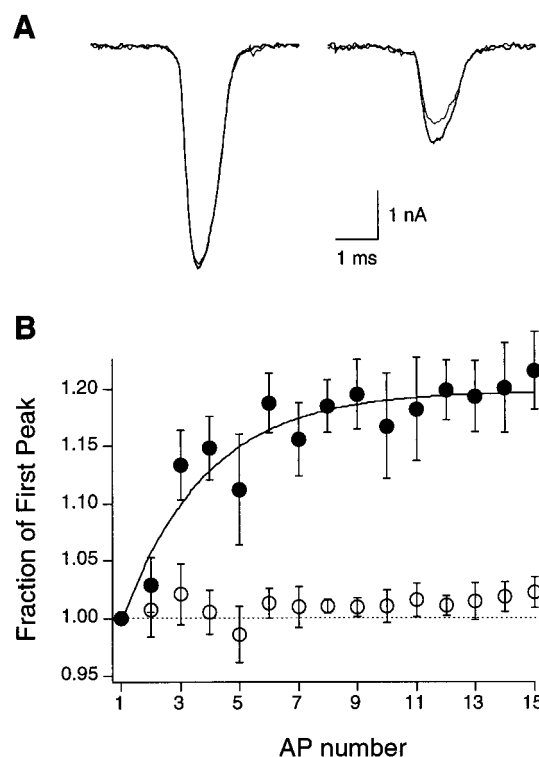 A
1 nA
1 ms
B
Fraction of First Peak
1.20
1.15
1.10
1.05
1.00
0.95
1 3 5 7 9 11 13 15
AP number